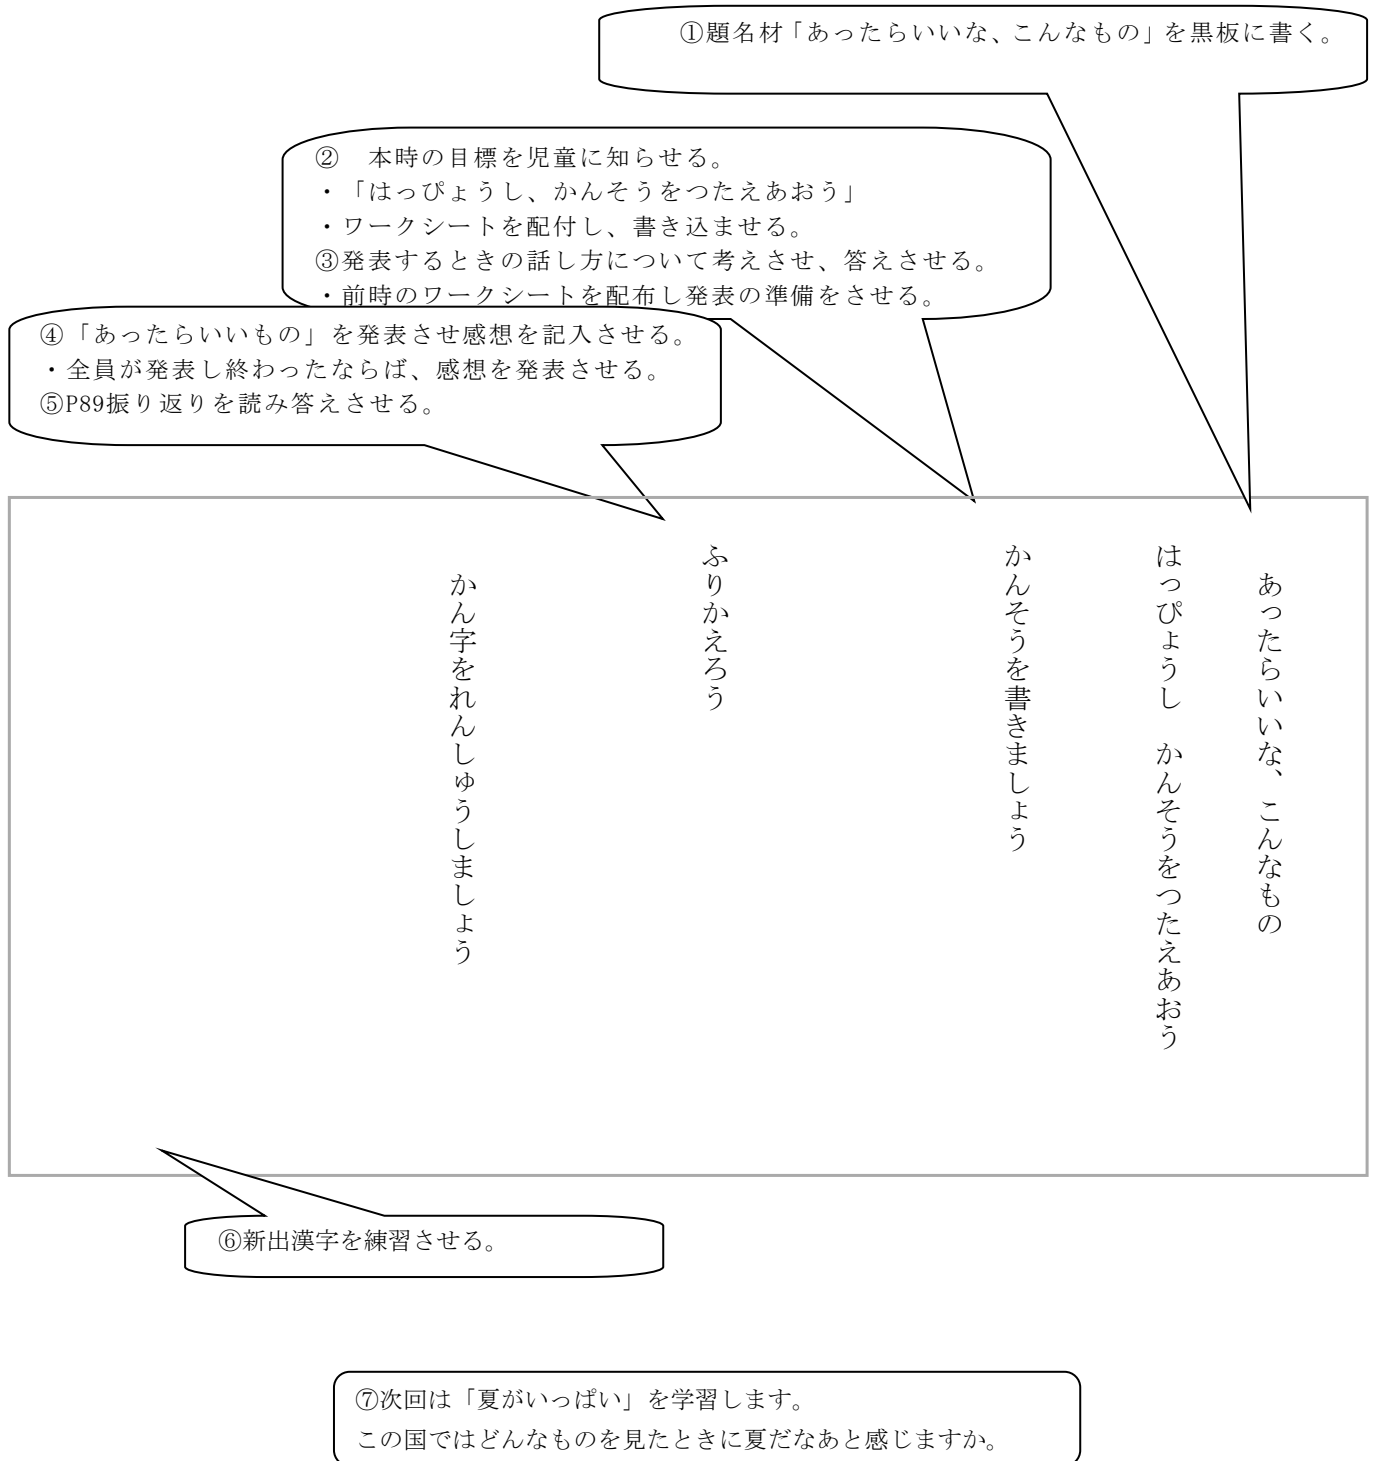 ①題名材「あったらいいな、こんなもの」を黒板に書く。
②　本時の目標を児童に知らせる。
・「はっぴょうし、かんそうをつたえあおう」
・ワークシートを配付し、書き込ませる。
③発表するときの話し方について考えさせ、答えさせる。
・前時のワークシートを配布し発表の準備をさせる。
④「あったらいいもの」を発表させ感想を記入させる。
・全員が発表し終わったならば、感想を発表させる。
⑤P89振り返りを読み答えさせる。
あったらいいな、こんなもの
はっぴょうし　かんそうをつたえあおう
かんそうを書きましょう
ふりかえろう
かん字をれんしゅうしましょう
⑥新出漢字を練習させる。
⑦次回は「夏がいっぱい」を学習します。
この国ではどんなものを見たときに夏だなあと感じますか。